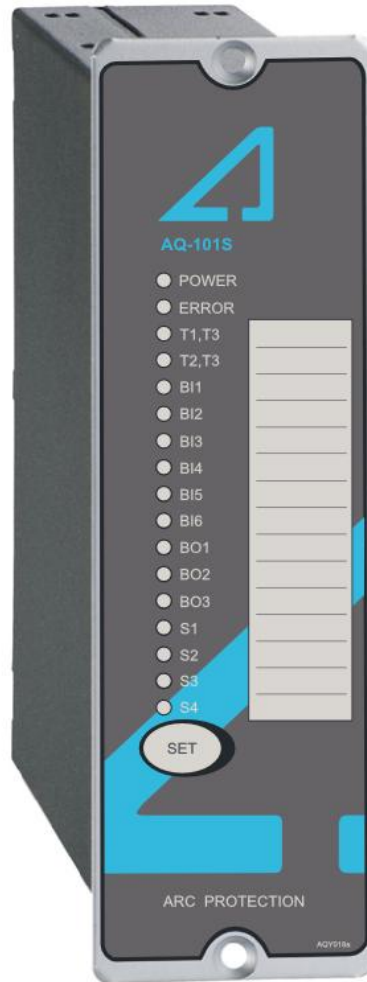 AQ-101S
POWER
ERROR
T1,T3
T2,T3
BI1
BI2
BI3
BI4
BI5
BI6
BO1
BO2
BO3
S1
S2
S3
S4
SET
ARC PROTECTION
AQY019a